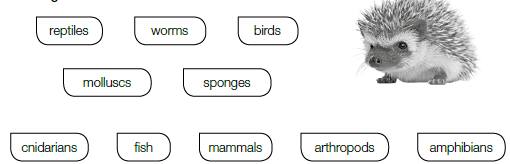 reptiles worms birds
molluscs sponges
cnidarians fish mammals arthropods amphibians